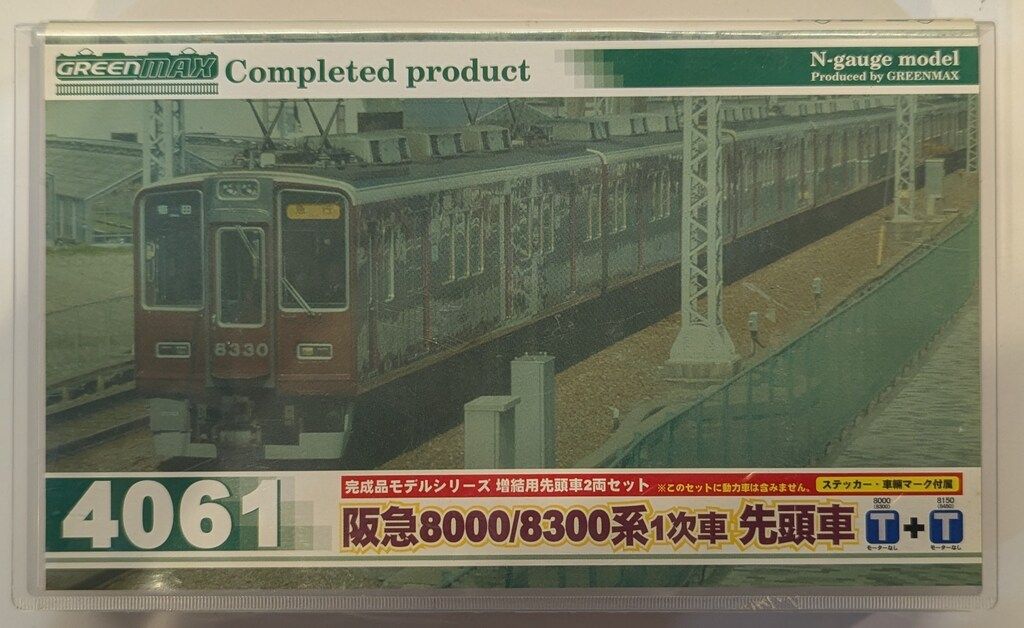 GREENMAX
Completed product
N-gauge model
Produced by GREENMAX
梅田
急行
8330
4061
完成品モデルシリーズ 増結用先頭車2両セット ※このセットに動力車は含みません。 ステッカー・車輛マーク付属
阪急8000/8300系1次車 先頭車
8000
(8300)
T
モーターなし
+
8150
(8450)
T
モーターなし